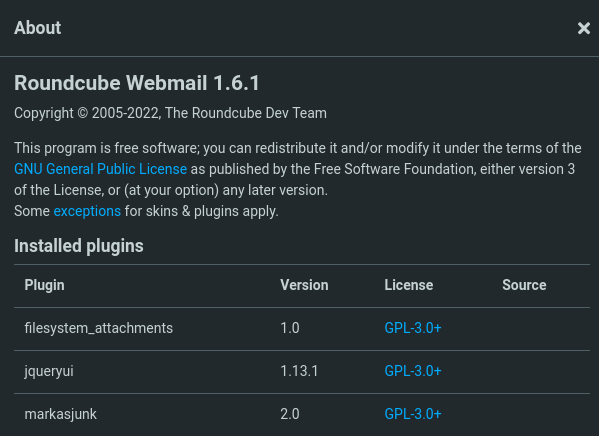 About
Roundcube Webmail 1.6.1
Copyright © 2005-2022, The Roundcube Dev Team
This program is free software; you can redistribute it and/or modify it under the terms of the
GNU General Public License as published by the Free Software Foundation, either version 3
of the License, or (at your option) any later version.
Some exceptions for skins & plugins apply.
Installed plugins
Plugin Version License Source
filesystem_attachments 1.0 GPL-3.0+
jqueryui 1.13.1 GPL-3.0+
markasjunk 2.0 GPL-3.0+